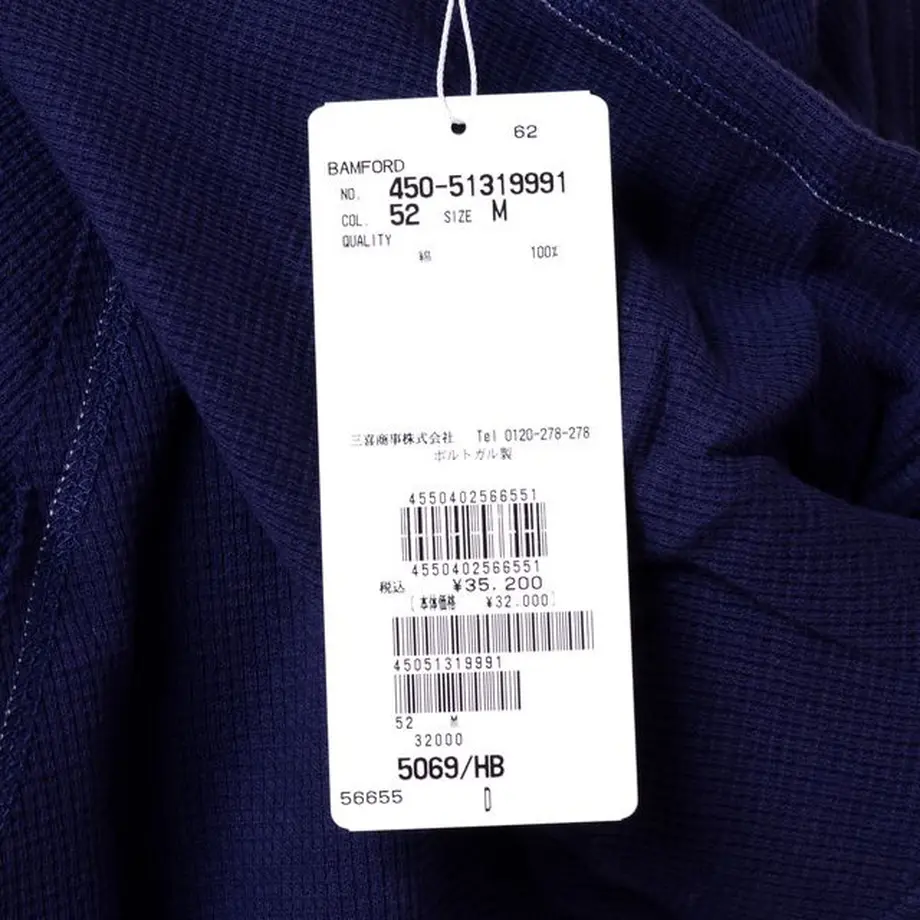 62
BAMFORD
NO. 450-51319991
COL. 52 SIZE M
QUALITY
綿 100%
三喜商事株式会社 Tel 0120-278-278
ポルトガル製
4550402566551
4550402566551
税込 ¥35,200
[本体価格 ¥32,000]
45051319991
52 M
32000
5069/HB
56655 D